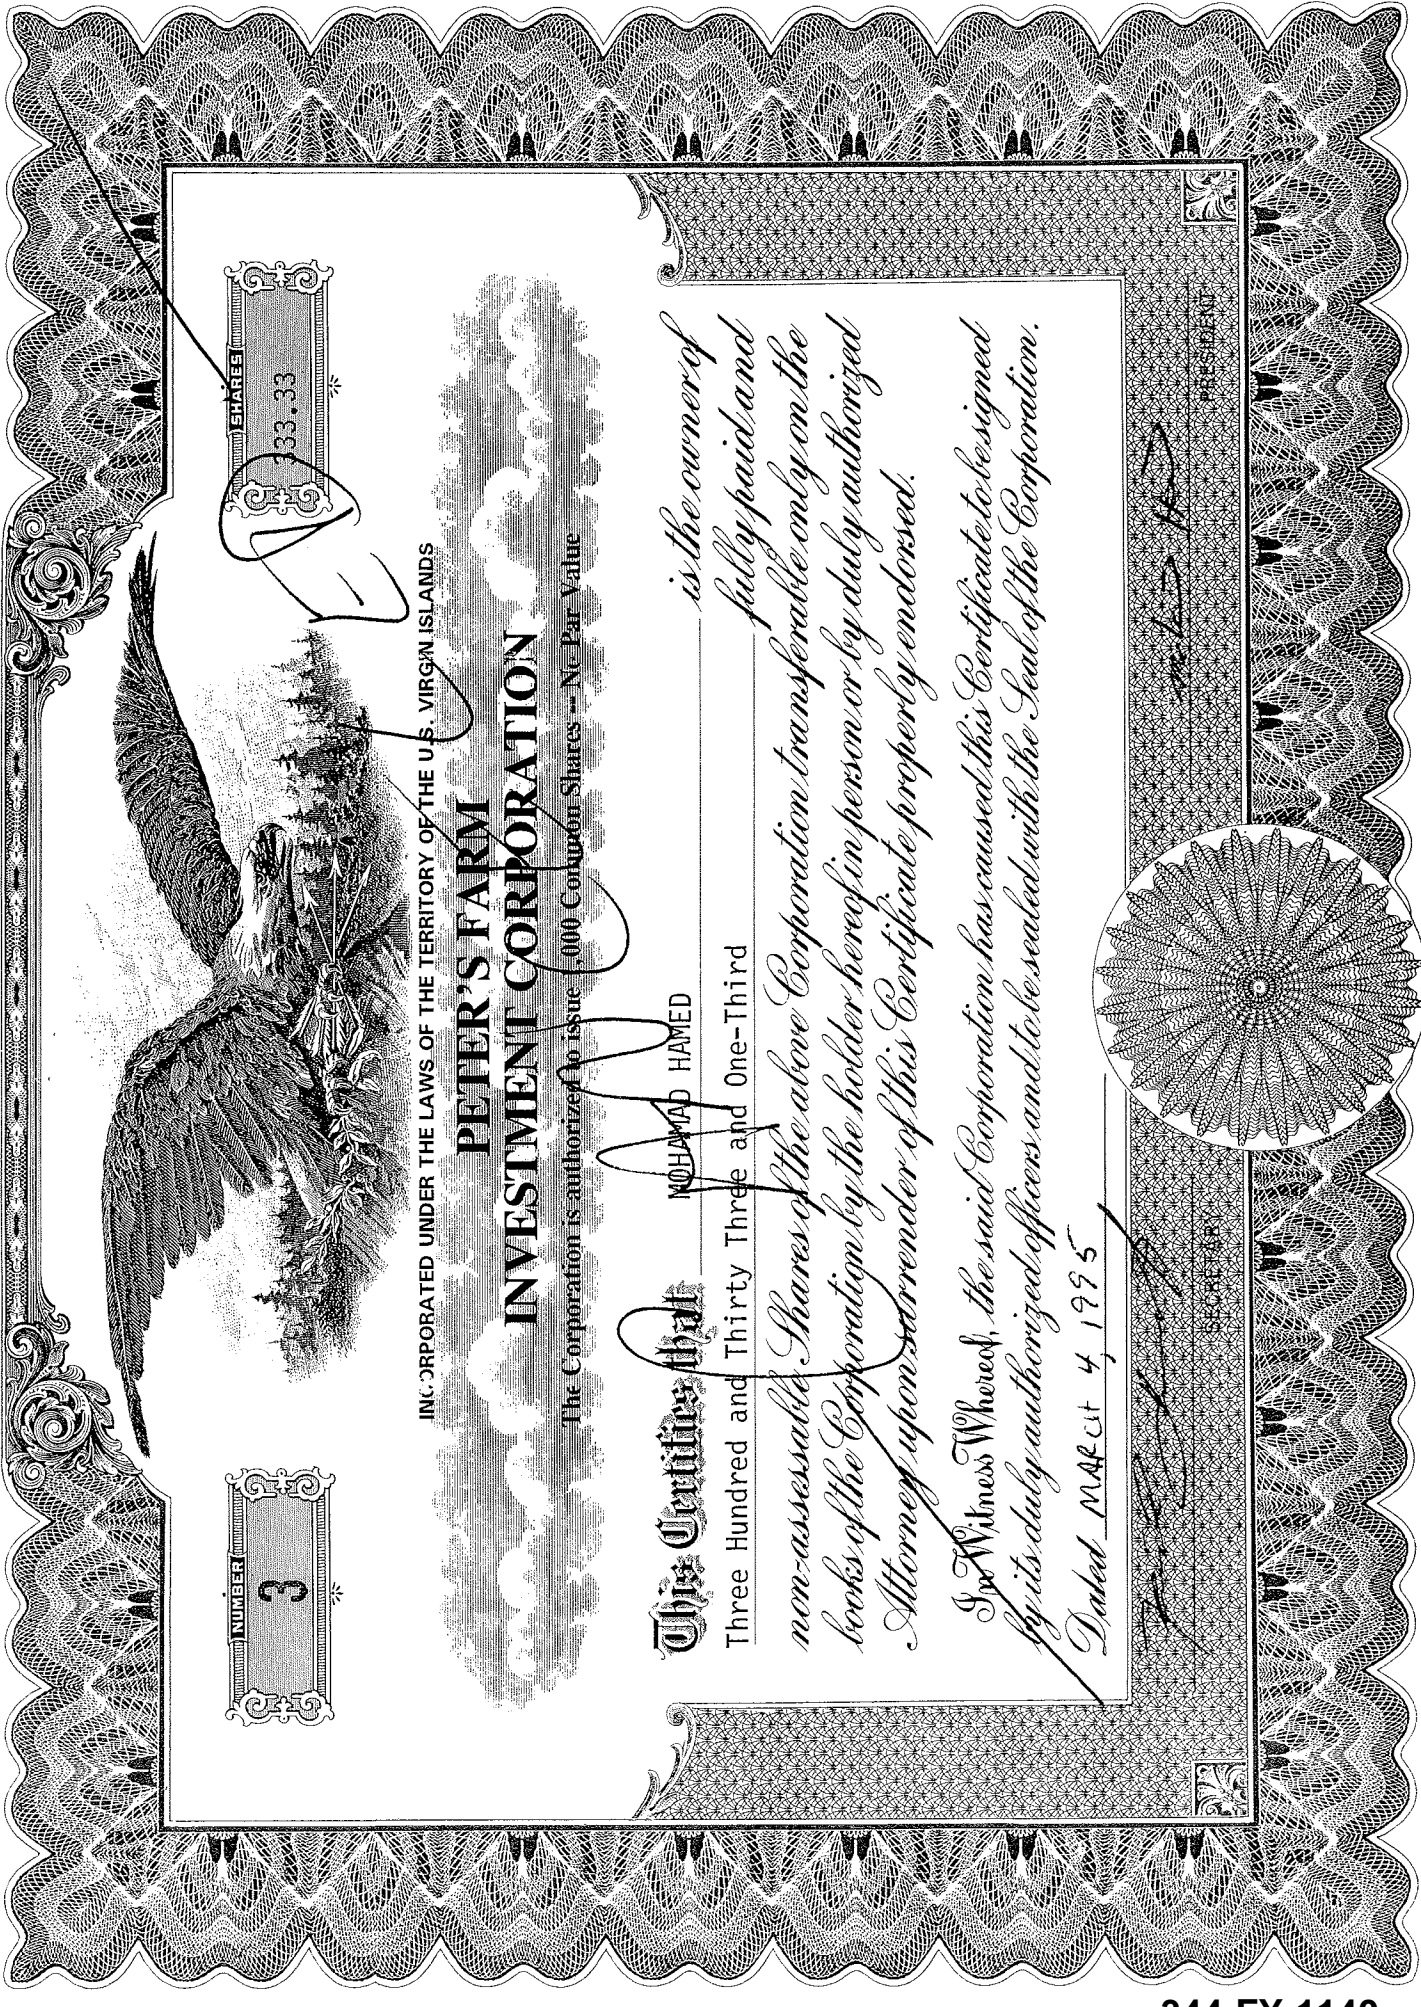 NUMBER
3
SHARES
333.33
INCORPORATED UNDER THE LAWS OF THE TERRITORY OF THE U.S. VIRGIN ISLANDS
PETER'S FARM
INVESTMENT CORPORATION
The Corporation is authorized to issue 1,000 Common Shares -- No Par Value
This Certifies that MOHAMAD HAMED is the owner of
Three Hundred and Thirty Three and One-Third fully paid and
non-assessable Shares of the above Corporation transferable only on the
books of the Corporation by the holder hereof in person or by duly authorized
Attorney upon surrender of this Certificate properly endorsed.
In Witness Whereof, the said Corporation has caused this Certificate to be signed
by its duly authorized officers and to be sealed with the Seal of the Corporation.
Dated MARCH 4, 1995
SECRETARY
PRESIDENT